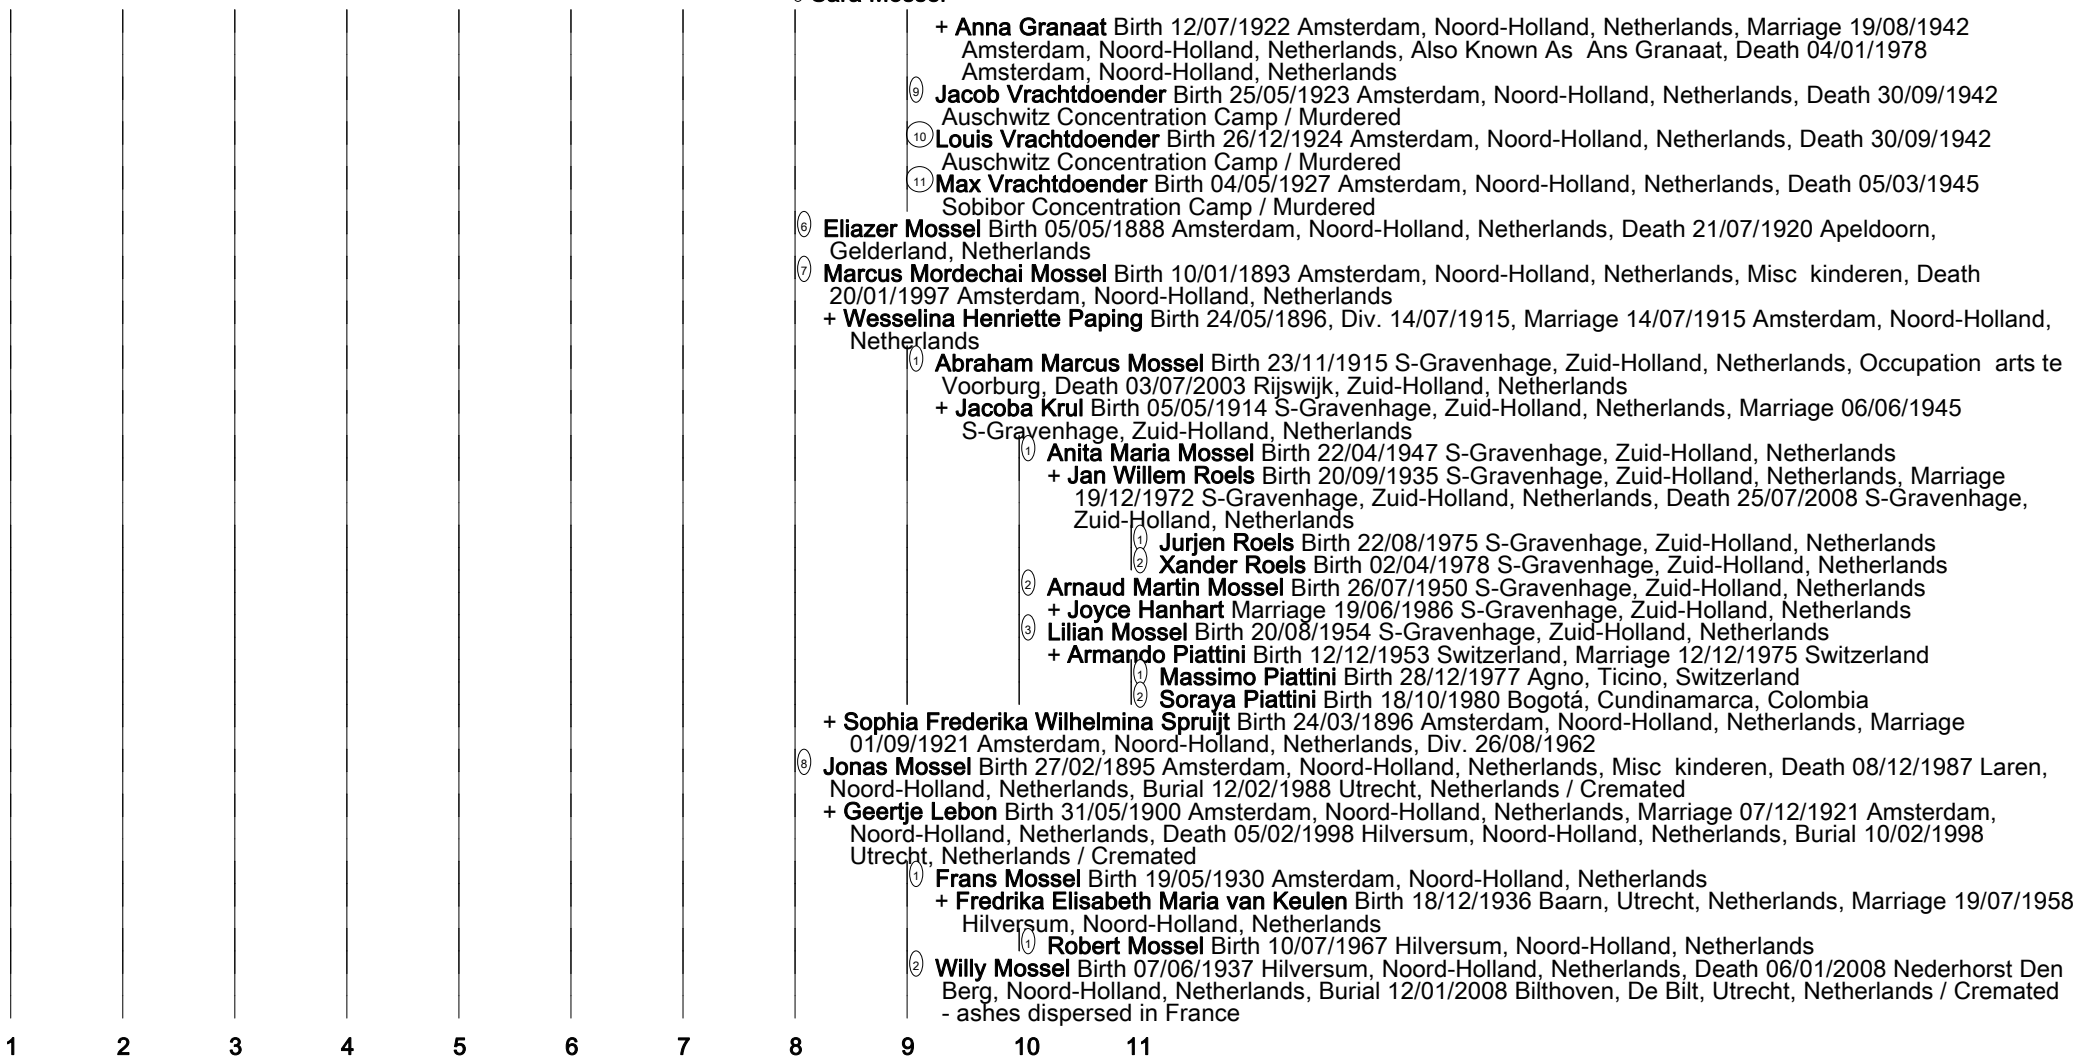 Sara Mossel
+ Anna Granaat Birth 12/07/1922 Amsterdam, Noord-Holland, Netherlands, Marriage 19/08/1942
Amsterdam, Noord-Holland, Netherlands, Also Known As Ans Granaat, Death 04/01/1978
Amsterdam, Noord-Holland, Netherlands
9 Jacob Vrachtdoender Birth 25/05/1923 Amsterdam, Noord-Holland, Netherlands, Death 30/09/1942
Auschwitz Concentration Camp / Murdered
10 Louis Vrachtdoender Birth 26/12/1924 Amsterdam, Noord-Holland, Netherlands, Death 30/09/1942
Auschwitz Concentration Camp / Murdered
11 Max Vrachtdoender Birth 04/05/1927 Amsterdam, Noord-Holland, Netherlands, Death 05/03/1945
Sobibor Concentration Camp / Murdered
6 Eliazer Mossel Birth 05/05/1888 Amsterdam, Noord-Holland, Netherlands, Death 21/07/1920 Apeldoorn,
Gelderland, Netherlands
7 Marcus Mordechai Mossel Birth 10/01/1893 Amsterdam, Noord-Holland, Netherlands, Misc kinderen, Death
20/01/1997 Amsterdam, Noord-Holland, Netherlands
+ Wesselina Henriette Paping Birth 24/05/1896, Div. 14/07/1915, Marriage 14/07/1915 Amsterdam, Noord-Holland,
Netherlands
1 Abraham Marcus Mossel Birth 23/11/1915 S-Gravenhage, Zuid-Holland, Netherlands, Occupation arts te
Voorburg, Death 03/07/2003 Rijswijk, Zuid-Holland, Netherlands
+ Jacoba Krul Birth 05/05/1914 S-Gravenhage, Zuid-Holland, Netherlands, Marriage 06/06/1945
S-Gravenhage, Zuid-Holland, Netherlands
1 Anita Maria Mossel Birth 22/04/1947 S-Gravenhage, Zuid-Holland, Netherlands
+ Jan Willem Roels Birth 20/09/1935 S-Gravenhage, Zuid-Holland, Netherlands, Marriage
19/12/1972 S-Gravenhage, Zuid-Holland, Netherlands, Death 25/07/2008 S-Gravenhage,
Zuid-Holland, Netherlands
1 Jurjen Roels Birth 22/08/1975 S-Gravenhage, Zuid-Holland, Netherlands
2 Xander Roels Birth 02/04/1978 S-Gravenhage, Zuid-Holland, Netherlands
2 Arnaud Martin Mossel Birth 26/07/1950 S-Gravenhage, Zuid-Holland, Netherlands
+ Joyce Hanhart Marriage 19/06/1986 S-Gravenhage, Zuid-Holland, Netherlands
3 Lilian Mossel Birth 20/08/1954 S-Gravenhage, Zuid-Holland, Netherlands
+ Armando Piattini Birth 12/12/1953 Switzerland, Marriage 12/12/1975 Switzerland
1 Massimo Piattini Birth 28/12/1977 Agno, Ticino, Switzerland
2 Soraya Piattini Birth 18/10/1980 Bogotá, Cundinamarca, Colombia
+ Sophia Frederika Wilhelmina Spruijt Birth 24/03/1896 Amsterdam, Noord-Holland, Netherlands, Marriage
01/09/1921 Amsterdam, Noord-Holland, Netherlands, Div. 26/08/1962
8 Jonas Mossel Birth 27/02/1895 Amsterdam, Noord-Holland, Netherlands, Misc kinderen, Death 08/12/1987 Laren,
Noord-Holland, Netherlands, Burial 12/02/1988 Utrecht, Netherlands / Cremated
+ Geertje Lebon Birth 31/05/1900 Amsterdam, Noord-Holland, Netherlands, Marriage 07/12/1921 Amsterdam,
Noord-Holland, Netherlands, Death 05/02/1998 Hilversum, Noord-Holland, Netherlands, Burial 10/02/1998
Utrecht, Netherlands / Cremated
1 Frans Mossel Birth 19/05/1930 Amsterdam, Noord-Holland, Netherlands
+ Fredrika Elisabeth Maria van Keulen Birth 18/12/1936 Baarn, Utrecht, Netherlands, Marriage 19/07/1958
Hilversum, Noord-Holland, Netherlands
1 Robert Mossel Birth 10/07/1967 Hilversum, Noord-Holland, Netherlands
2 Willy Mossel Birth 07/06/1937 Hilversum, Noord-Holland, Netherlands, Death 06/01/2008 Nederhorst Den
Berg, Noord-Holland, Netherlands, Burial 12/01/2008 Bilthoven, De Bilt, Utrecht, Netherlands / Cremated
- ashes dispersed in France
1 2 3 4 5 6 7 8 9 10 11